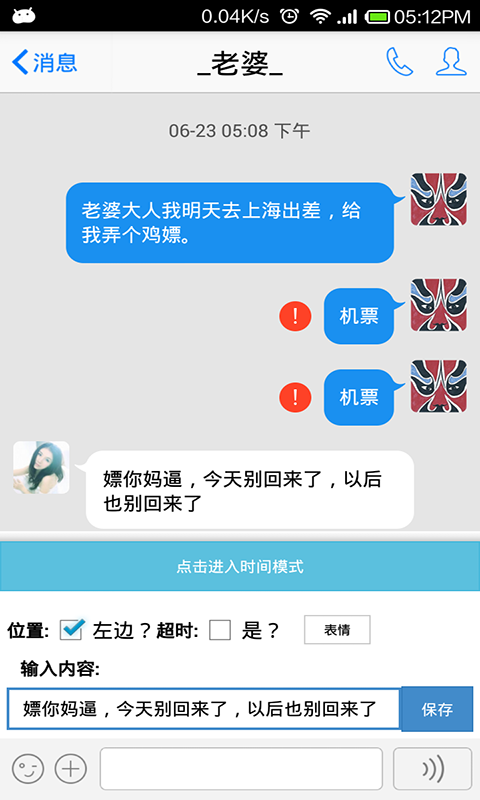 0.04K/s 05:12PM
消息 _老婆_
06-23 05:08 下午
老婆大人我明天去上海出差，给
我弄个鸡嫖。
! 机票
! 机票
嫖你妈逼，今天别回来了，以后
也别回来了
点击进入时间模式
位置: 左边？超时: 是？ 表情
输入内容:
嫖你妈逼，今天别回来了，以后也别回来了 保存